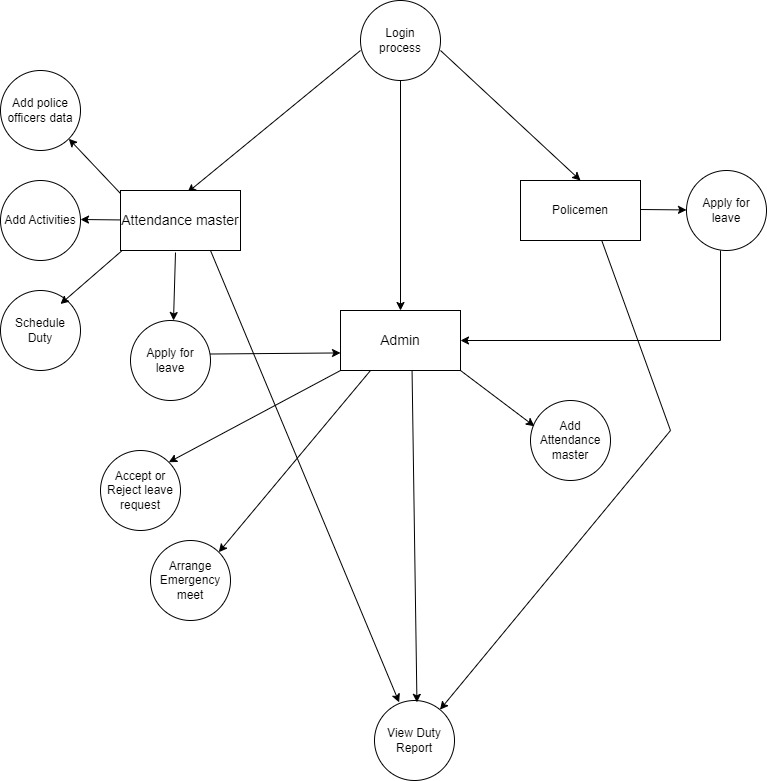 Login
process
Add police
officers data
Add Activities
Attendance master
Policemen
Apply for
leave
Schedule
Duty
Apply for
leave
Admin
Add
Attendance
master
Accept or
Reject leave
request
Arrange
Emergency
meet
View Duty
Report